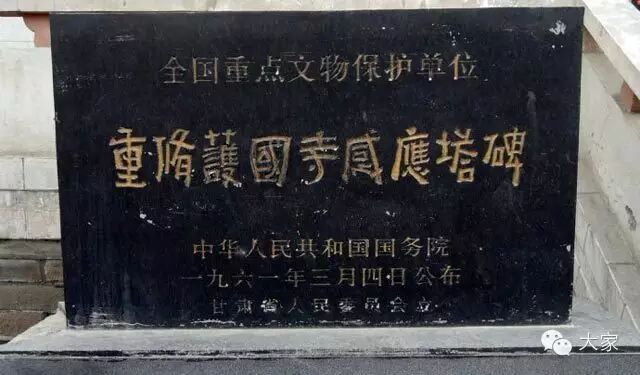 全国重点文物保护单位
重脩護國寺感應塔碑
中华人民共和国国务院
一九六一年三月四日公布
甘肃省人民委员会立
大家